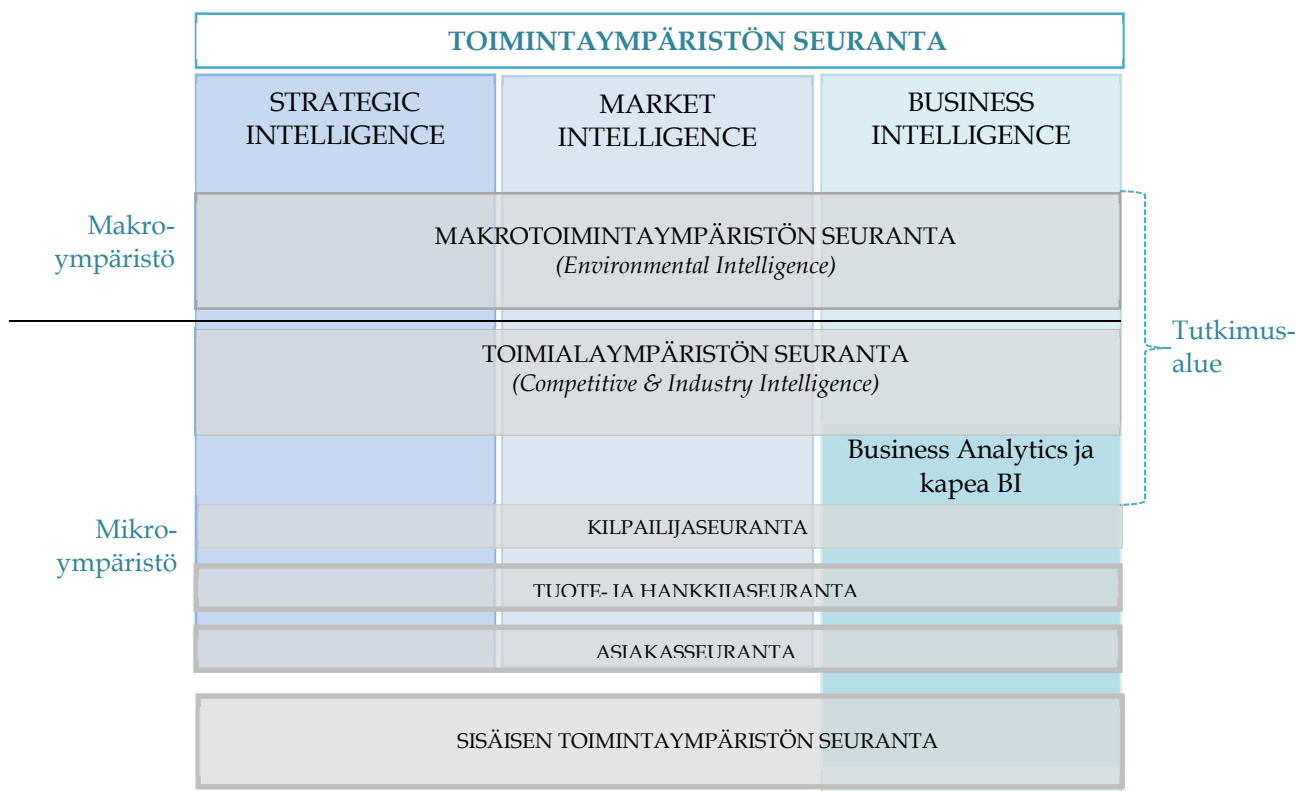 TOIMINTAYMPÄRISTÖN SEURANTA
STRATEGIC
INTELLIGENCE
MARKET
INTELLIGENCE
BUSINESS
INTELLIGENCE
Makro-
ympäristö
MAKROTOIMINTAYMPÄRISTÖN SEURANTA
(Environmental Intelligence)
TOIMIALAYMPÄRISTÖN SEURANTA
(Competitive & Industry Intelligence)
Tutkimus-
alue
Business Analytics ja
kapea BI
Mikro-
ympäristö
KILPAILIJASEURANTA
TUOTE- JA HANKKIJASEURANTA
ASIAKASSEURANTA
SISÄISEN TOIMINTAYMPÄRISTÖN SEURANTA